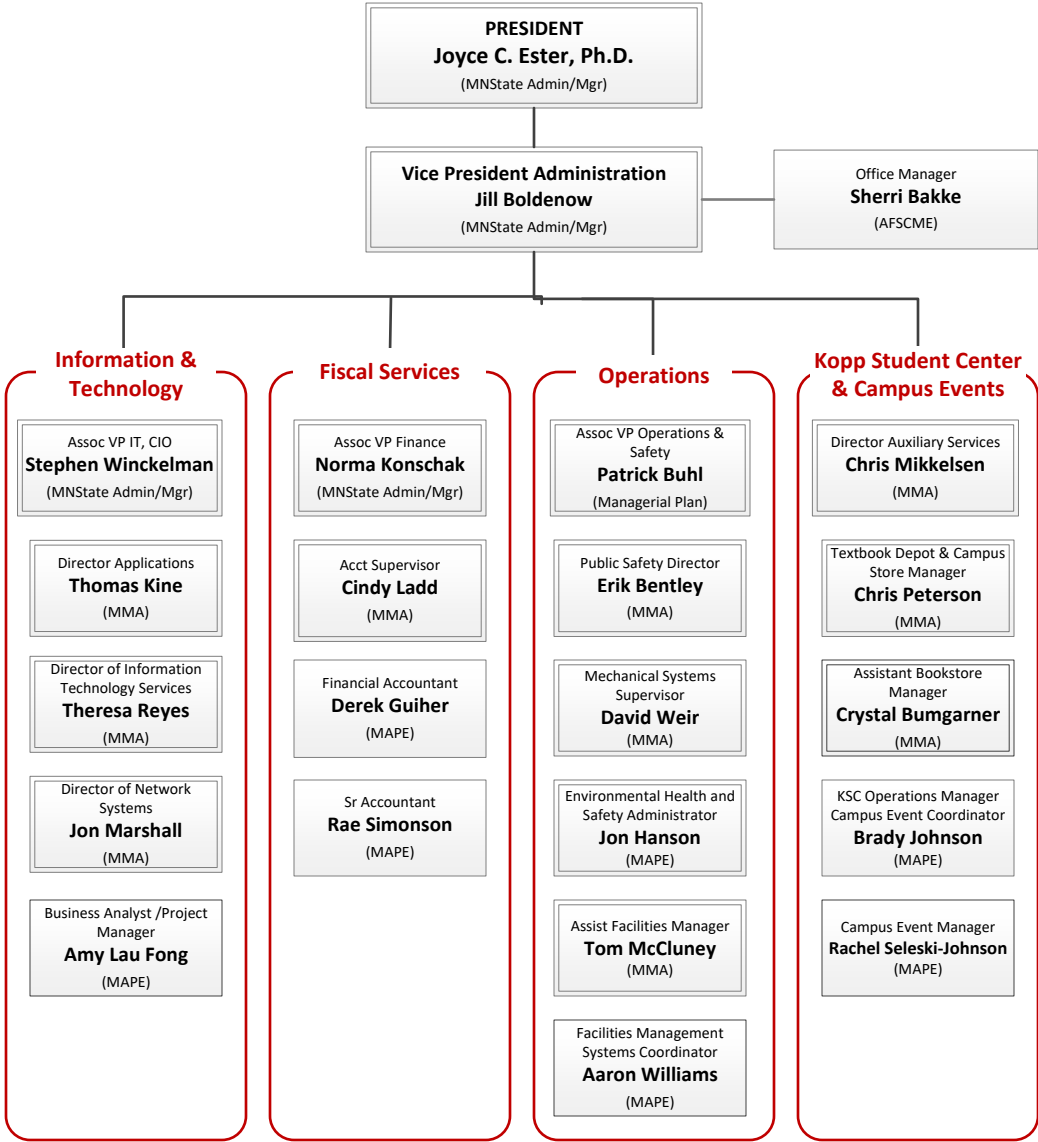 PRESIDENT
Joyce C. Ester, Ph.D.
(MNState Admin/Mgr)
Vice President Administration
Jill Boldenow
(MNState Admin/Mgr)
Office Manager
Sherri Bakke
(AFSCME)
Information &
Technology
Assoc VP IT, CIO
Stephen Winckelman
(MNState Admin/Mgr)
Director Applications
Thomas Kine
(MMA)
Director of Information
Technology Services
Theresa Reyes
(MMA)
Director of Network
Systems
Jon Marshall
(MMA)
Business Analyst /Project
Manager
Amy Lau Fong
(MAPE)
Fiscal Services
Assoc VP Finance
Norma Konschak
(MNState Admin/Mgr)
Acct Supervisor
Cindy Ladd
(MMA)
Financial Accountant
Derek Guiher
(MAPE)
Sr Accountant
Rae Simonson
(MAPE)
Operations
Assoc VP Operations &
Safety
Patrick Buhl
(Managerial Plan)
Public Safety Director
Erik Bentley
(MMA)
Mechanical Systems
Supervisor
David Weir
(MMA)
Environmental Health and
Safety Administrator
Jon Hanson
(MAPE)
Assist Facilities Manager
Tom McCluney
(MMA)
Facilities Management
Systems Coordinator
Aaron Williams
(MAPE)
Kopp Student Center
& Campus Events
Director Auxiliary Services
Chris Mikkelsen
(MMA)
Textbook Depot & Campus
Store Manager
Chris Peterson
(MMA)
Assistant Bookstore
Manager
Crystal Bumgarner
(MMA)
KSC Operations Manager
Campus Event Coordinator
Brady Johnson
(MAPE)
Campus Event Manager
Rachel Seleski-Johnson
(MAPE)